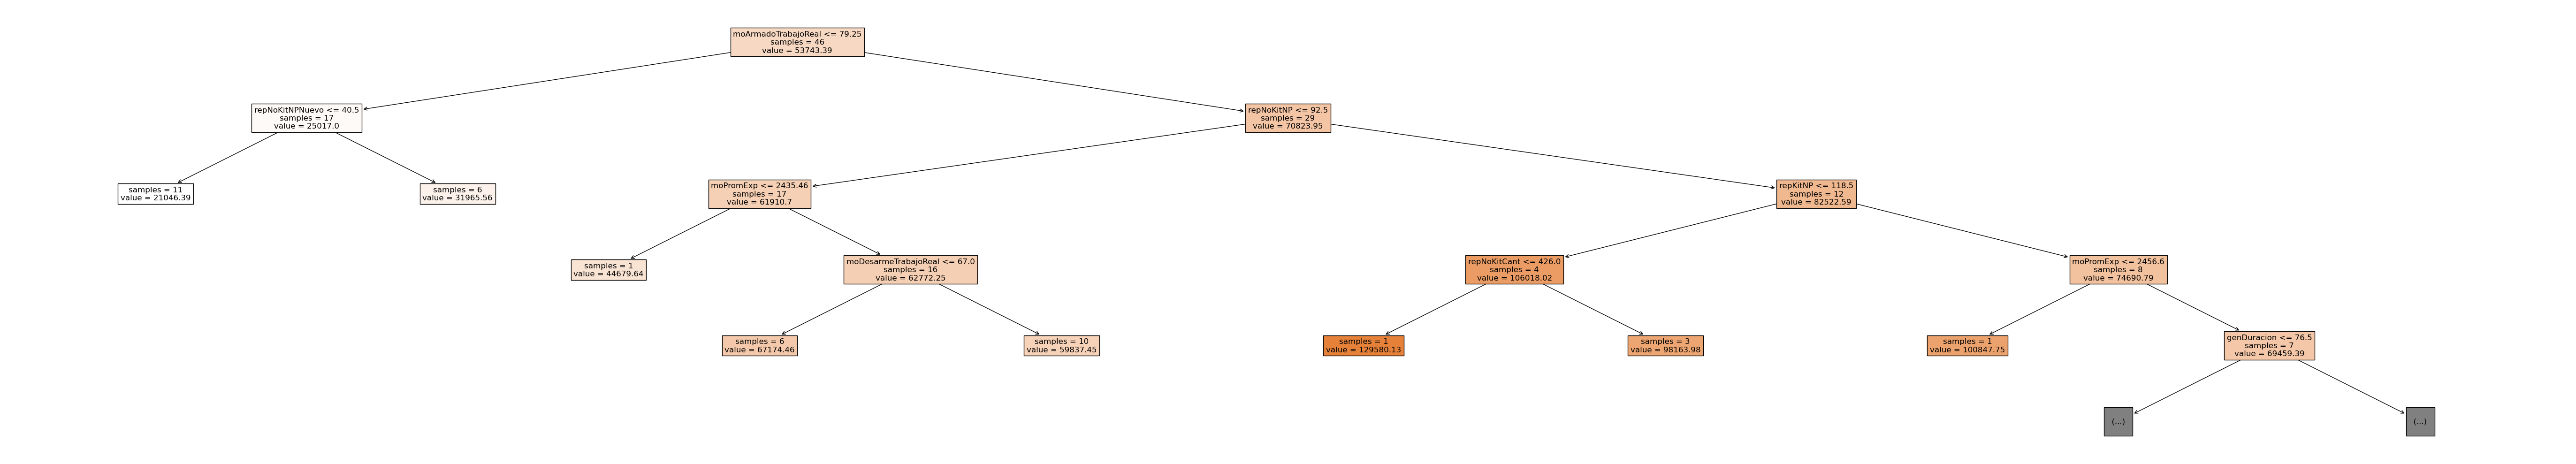 moArmadoTrabajoReal <= 79.25
samples = 46
value = 53743.39
repNoKitNPNuevo <= 40.5
samples = 17
value = 25017.0
repNoKitNP <= 92.5
samples = 29
value = 70823.95
samples = 11
value = 21046.39
samples = 6
value = 31965.56
moPromExp <= 2435.46
samples = 17
value = 61910.7
repKitNP <= 118.5
samples = 12
value = 82522.59
samples = 1
value = 44679.64
moDesarmeTrabajoReal <= 67.0
samples = 16
value = 62772.25
repNoKitCant <= 426.0
samples = 4
value = 106018.02
moPromExp <= 2456.6
samples = 8
value = 74690.79
samples = 6
value = 67174.46
samples = 10
value = 59837.45
samples = 1
value = 129580.13
samples = 3
value = 98163.98
samples = 1
value = 100847.75
genDuracion <= 76.5
samples = 7
value = 69459.39
(...)
(...)